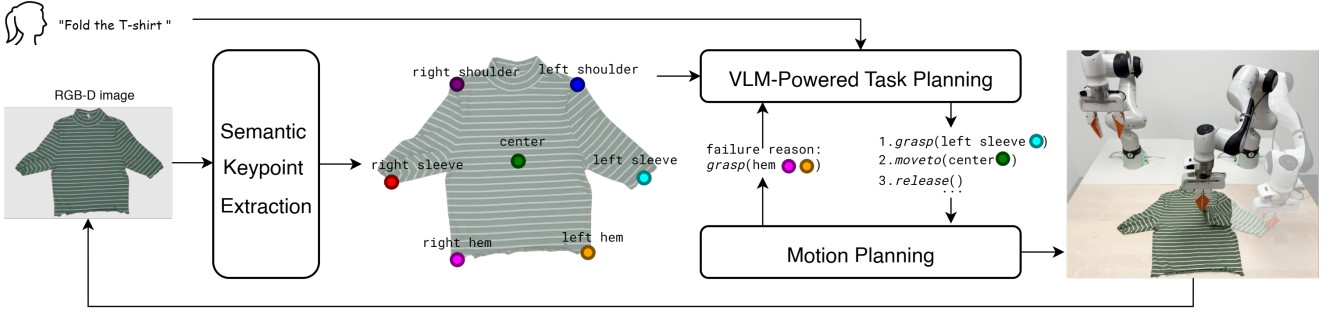 "Fold the T-shirt "
RGB-D image
Semantic
Keypoint
Extraction
right shoulder
left shoulder
center
right sleeve
left sleeve
right hem
left hem
VLM-Powered Task Planning
failure reason:
grasp(hem )
1.grasp(left sleeve )
2.moveto(center )
3.release()
...
Motion Planning